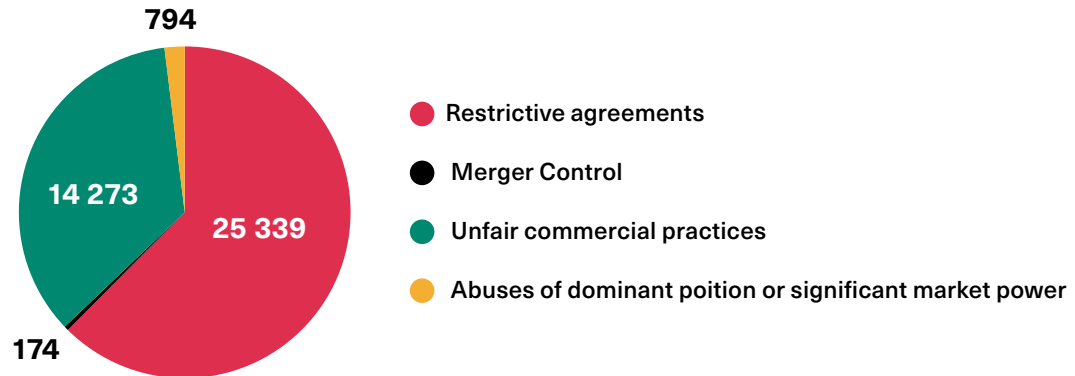 794
14 273
25 339
174
Restrictive agreements
Merger Control
Unfair commercial practices
Abuses of dominant poition or significant market power